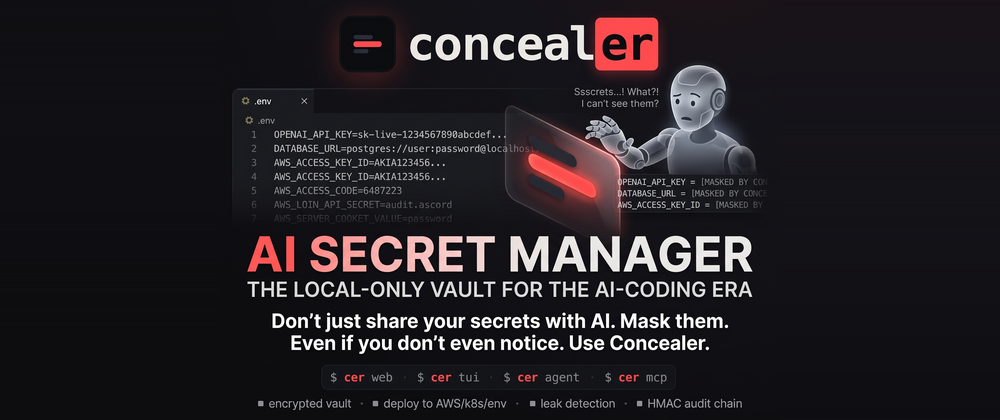 concealer
Ssscrets...! What?!
I can't see them?
.env ×
.env
1 OPENAI_API_KEY=sk-live-1234567890abcdef...
2 DATABASE_URL=postgres://user:password@localhos
3 AWS_ACCESS_KEY_ID=AKIA123456...
4 AWS_ACCESS_KEY_ID=AKIA123456...
5 AWS_ACCESS_CODE=6487223
6 AWS_LOIN_API_SECRET=audit.ascord
7 AWS_SERVER_COOKET_VALUE=password
OPENAI_API_KEY = [MASKED BY CON
DATABASE_URL = [MASKED BY CONCE
AWS_ACCESS_KEY_ID = [MASKED BY
AI SECRET MANAGER
THE LOCAL-ONLY VAULT FOR THE AI-CODING ERA
Don't just share your secrets with AI. Mask them.
Even if you don't even notice. Use Concealer.
$ cer web · $ cer tui · $ cer agent · $ cer mcp
■ encrypted vault · ■ deploy to AWS/k8s/env · ■ leak detection · ■ HMAC audit chain